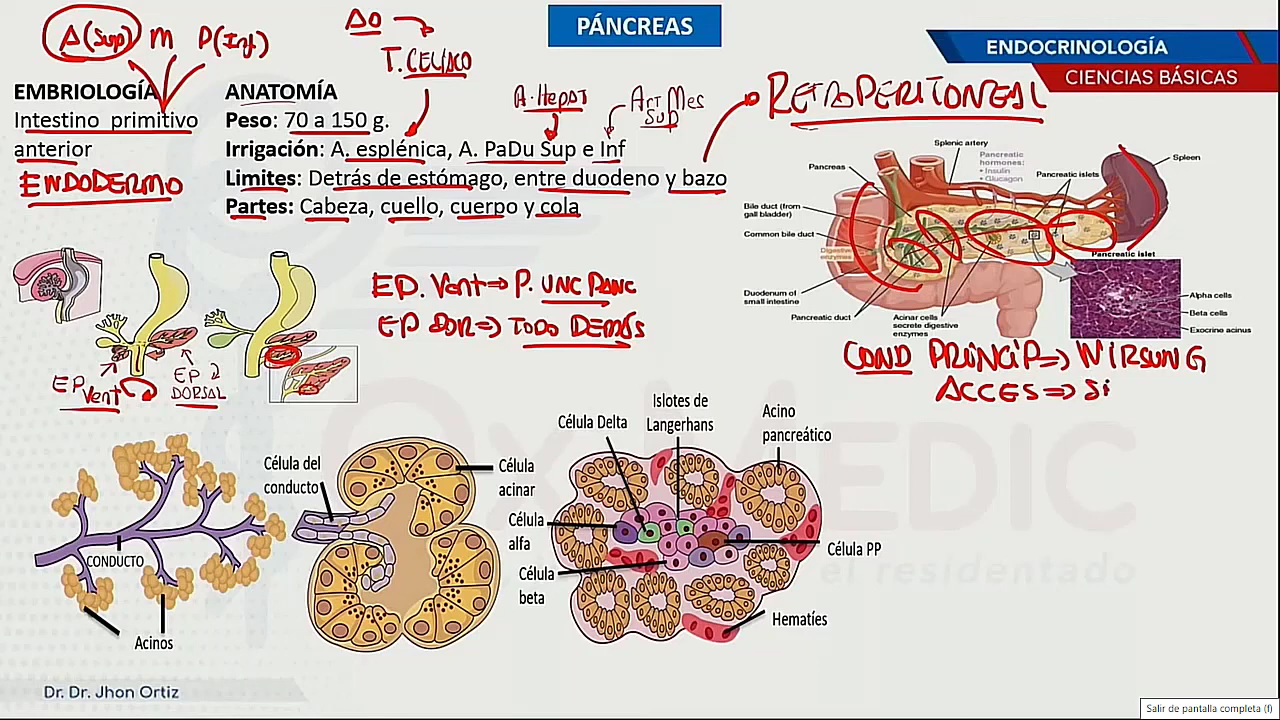 PÁNCREAS
ENDOCRINOLOGÍA
CIENCIAS BÁSICAS
A (Sup) M P (Inf)
AO
T. CELIACO
A. Hepat
Art Mes
Sup
RETROPERITONEAL
EMBRIOLOGÍA
Intestino primitivo
anterior
ENDODERMO
ANATOMÍA
Peso: 70 a 150 g.
Irrigación: A. esplénica, A. PaDu Sup e Inf
Limites: Detrás de estómago, entre duodeno y bazo
Partes: Cabeza, cuello, cuerpo y cola
Splenic artery
Pancreatic
hormones:
• Insulin
• Glucagon
Pancreas
Pancreatic islets
Spleen
Bile duct (from
gall bladder)
Common bile duct
Digestive
enzymes
Duodenum of
small intestine
Pancreatic duct
Acinar cells
secrete digestive
enzymes
Pancreatic islet
Alpha cells
Beta cells
Exocrine acinus
EP. Vent P. UNC PANC
EP DOR TODO DEMÁS
EP Vent
EP
DORSAL
COND PRINCIP WIRSUNG
ACCES
CONDUCTO
Acinos
Célula del
conducto
Célula
acinar
Célula Delta
Islotes de
Langerhans
Acino
pancreático
Célula
alfa
Célula
beta
Célula PP
Hematíes
MEDIC
el residentado
Dr. Dr. Jhon Ortiz
Salir de pantalla completa (f)